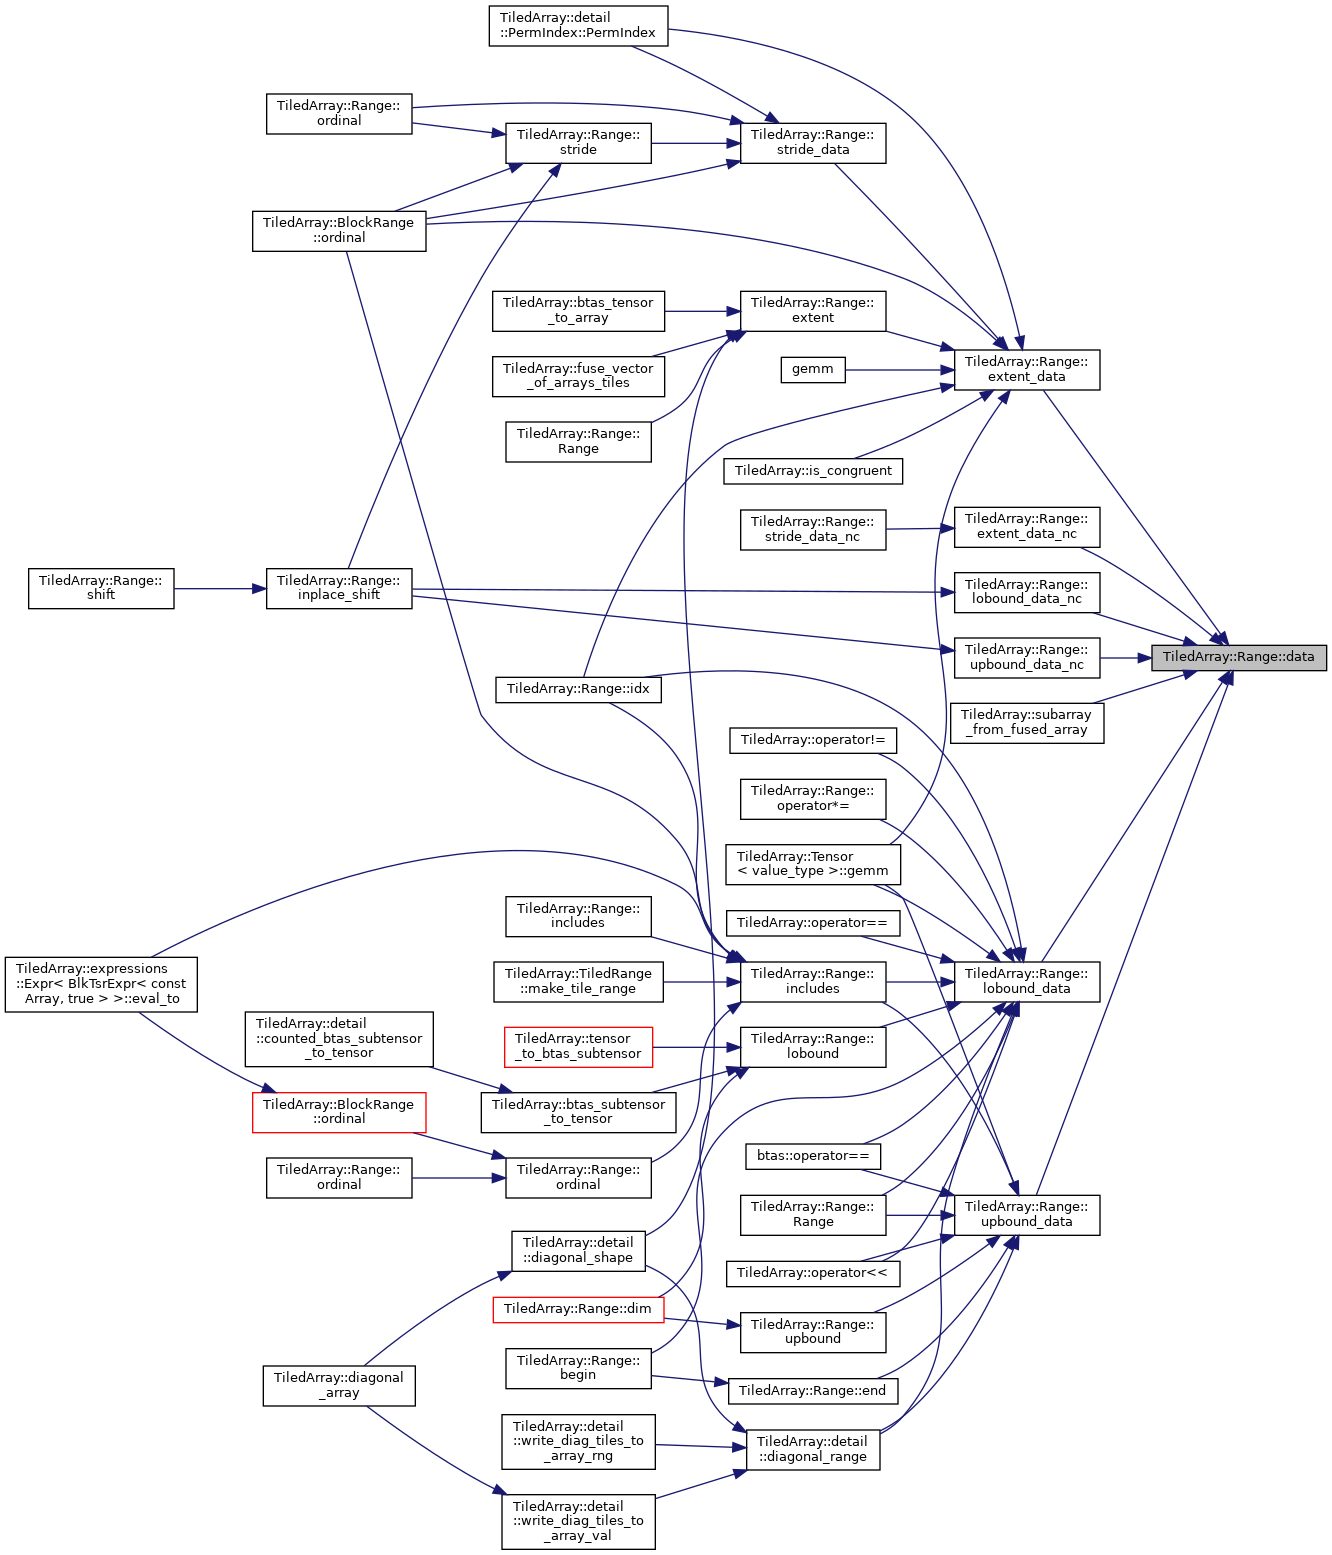 TiledArray::detail
::PermIndex::PermIndex
TiledArray::Range::
ordinal
TiledArray::Range::
stride
TiledArray::Range::
stride_data
TiledArray::BlockRange
::ordinal
TiledArray::btas_tensor
_to_array
TiledArray::Range::
extent
TiledArray::fuse_vector
_of_arrays_tiles
gemm
TiledArray::Range::
extent_data
TiledArray::Range::
Range
TiledArray::is_congruent
TiledArray::Range::
stride_data_nc
TiledArray::Range::
extent_data_nc
TiledArray::Range::
shift
TiledArray::Range::
inplace_shift
TiledArray::Range::
lobound_data_nc
TiledArray::Range::
upbound_data_nc
TiledArray::Range::data
TiledArray::Range::idx
TiledArray::subarray
_from_fused_array
TiledArray::operator!=
TiledArray::Range::
operator*=
TiledArray::Tensor
< value_type >::gemm
TiledArray::Range::
includes
TiledArray::operator==
TiledArray::expressions
::Expr< BlkTsrExpr< const
Array, true > >::eval_to
TiledArray::TiledRange
::make_tile_range
TiledArray::Range::
includes
TiledArray::Range::
lobound_data
TiledArray::detail
::counted_btas_subtensor
_to_tensor
TiledArray::tensor
_to_btas_subtensor
TiledArray::Range::
lobound
TiledArray::BlockRange
::ordinal
TiledArray::btas_subtensor
_to_tensor
TiledArray::Range::
ordinal
TiledArray::Range::
ordinal
btas::operator==
TiledArray::Range::
Range
TiledArray::Range::
upbound_data
TiledArray::detail
::diagonal_shape
TiledArray::operator<<
TiledArray::Range::dim
TiledArray::Range::
upbound
TiledArray::diagonal
_array
TiledArray::Range::
begin
TiledArray::Range::end
TiledArray::detail
::write_diag_tiles_to
_array_rng
TiledArray::detail
::diagonal_range
TiledArray::detail
::write_diag_tiles_to
_array_val